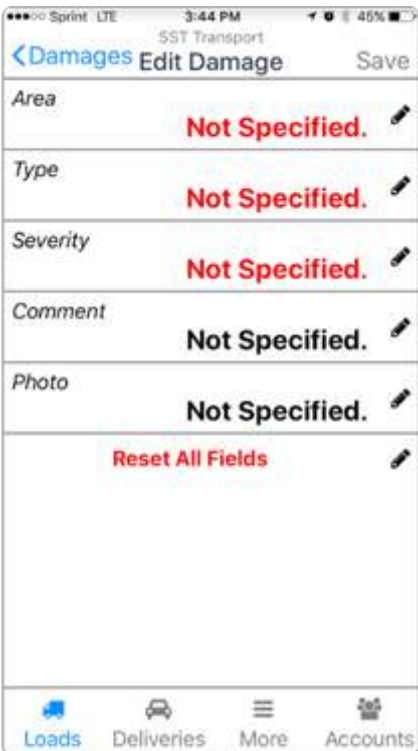 Sprint LTE 3:44 PM 45%
SST Transport
Damages Edit Damage Save
Area
Not Specified.
Type
Not Specified.
Severity
Not Specified.
Comment
Not Specified.
Photo
Not Specified.
Reset All Fields
Loads Deliveries More Accounts